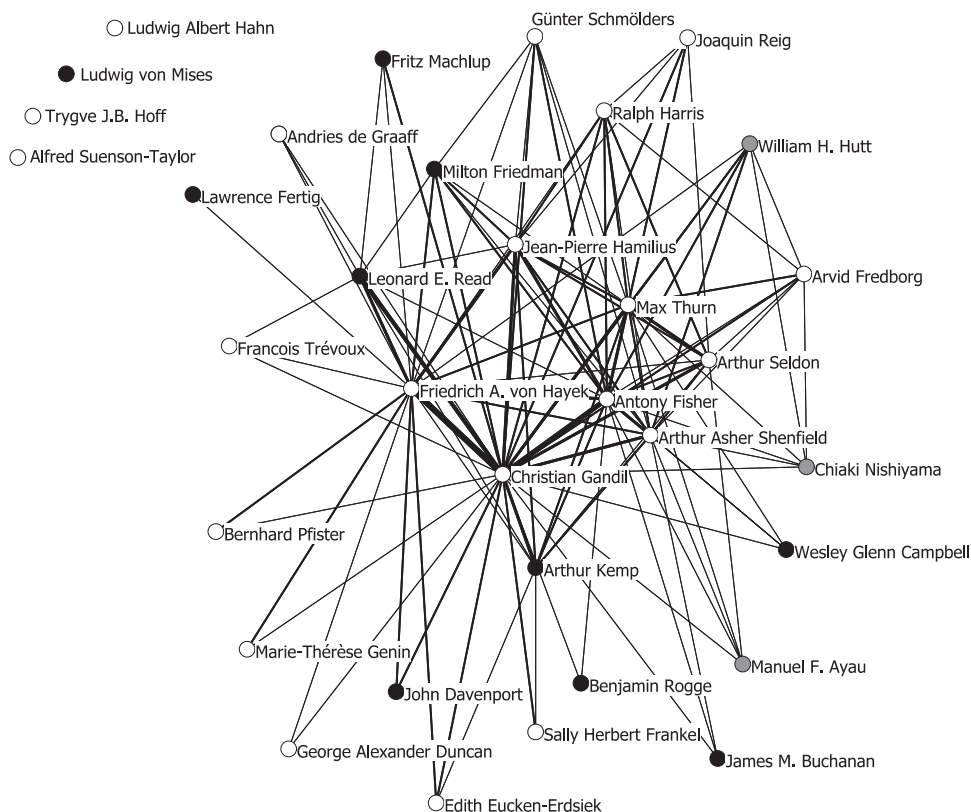 Günter Schmölders
Ludwig Albert Hahn
Joaquin Reig
Fritz Machlup
Ludwig von Mises
Trygve J.B. Hoff
Ralph Harris
Andries de Graaff
William H. Hutt
Alfred Suenson-Taylor
Milton Friedman
Lawrence Fertig
Jean-Pierre Hamilius
Leonard E. Read
Arvid Fredborg
Max Thurn
Francois Trévoux
Arthur Seldon
Friedrich A. von Hayek
Antony Fisher
Arthur Asher Shenfield
Chiaki Nishiyama
Christian Gandil
Bernhard Pfister
Wesley Glenn Campbell
Arthur Kemp
Marie-Thérèse Genin
Manuel F. Ayau
Benjamin Rogge
John Davenport
Sally Herbert Frankel
George Alexander Duncan
James M. Buchanan
Edith Eucken-Erdsiek